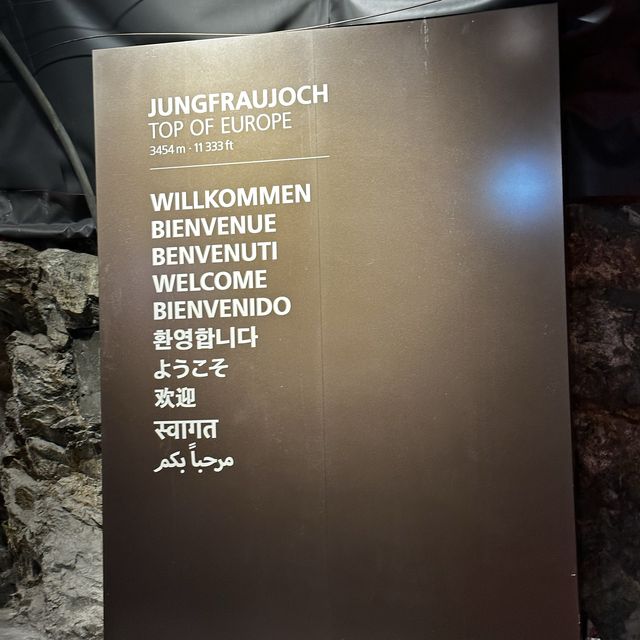 JUNGFRAUJOCH
TOP OF EUROPE
3454 m · 11 333 ft
WILLKOMMEN
BIENVENUE
BENVENUTI
WELCOME
BIENVENIDO
환영합니다
ようこそ
欢迎
स्वागत
مرحباً بكم